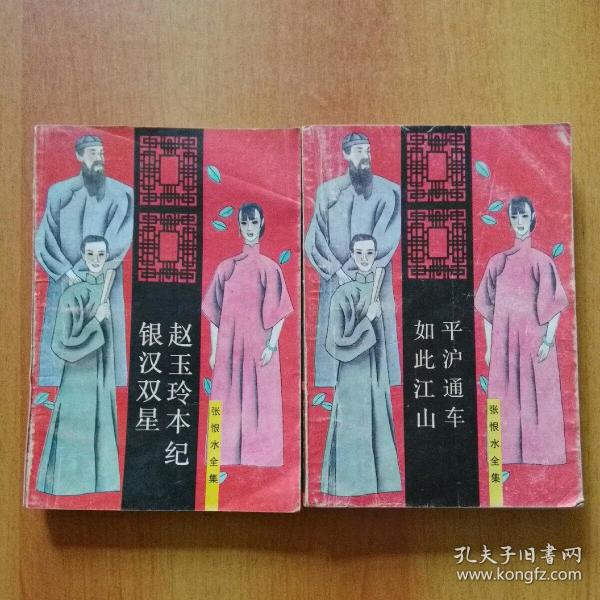 赵玉玲本纪
银汉双星
张恨水全集
平沪通车
如此江山
张恨水全集
孔夫子旧書网
www.kongfz.com